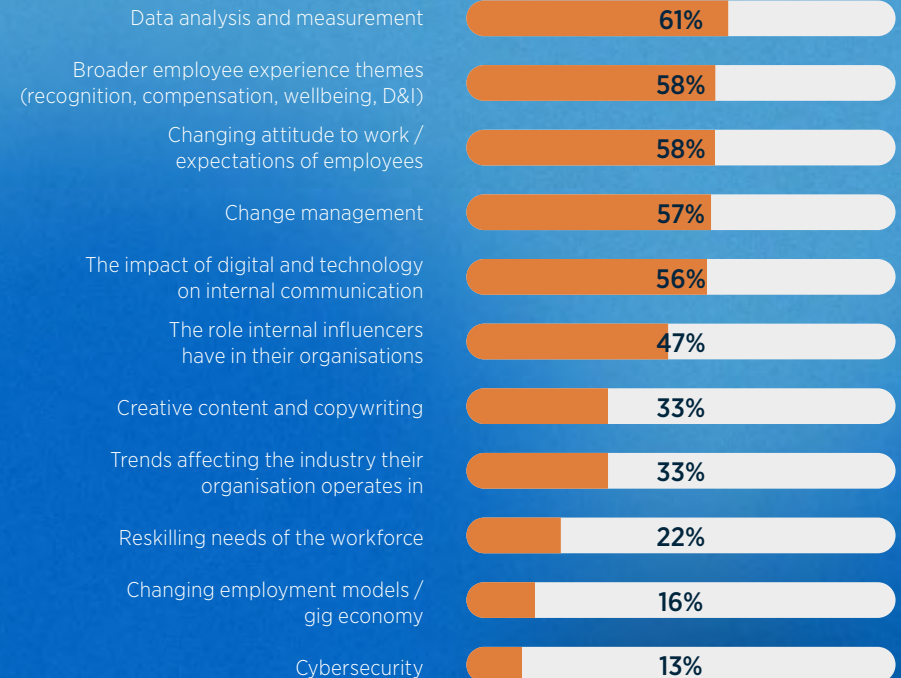 Data analysis and measurement
61%
Broader employee experience themes
(recognition, compensation, wellbeing, D&I)
58%
Changing attitude to work /
expectations of employees
58%
Change management
57%
The impact of digital and technology
on internal communication
56%
The role internal influencers
have in their organisations
47%
Creative content and copywriting
33%
Trends affecting the industry their
organisation operates in
33%
Reskilling needs of the workforce
22%
Changing employment models /
gig economy
16%
Cybersecurity
13%